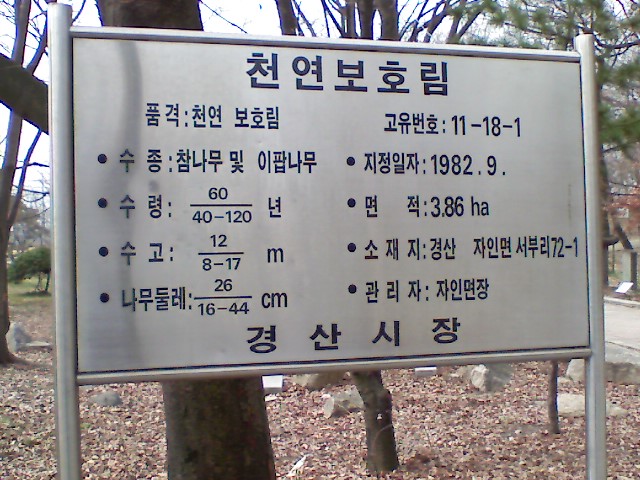 천연보호림
품격:천연 보호림 고유번호: 11-18-1
• 수 종: 참나무 및 이팝나무 • 지정일자: 1982.9.
• 수 령: 60/40-120 년 • 면 적: 3.86 ha
• 수 고: 12/8-17 m • 소 재 지: 경산 자인면 서부리72-1
• 나무둘레: 26/16-44 cm • 관 리 자: 자인면장
경 산 시 장